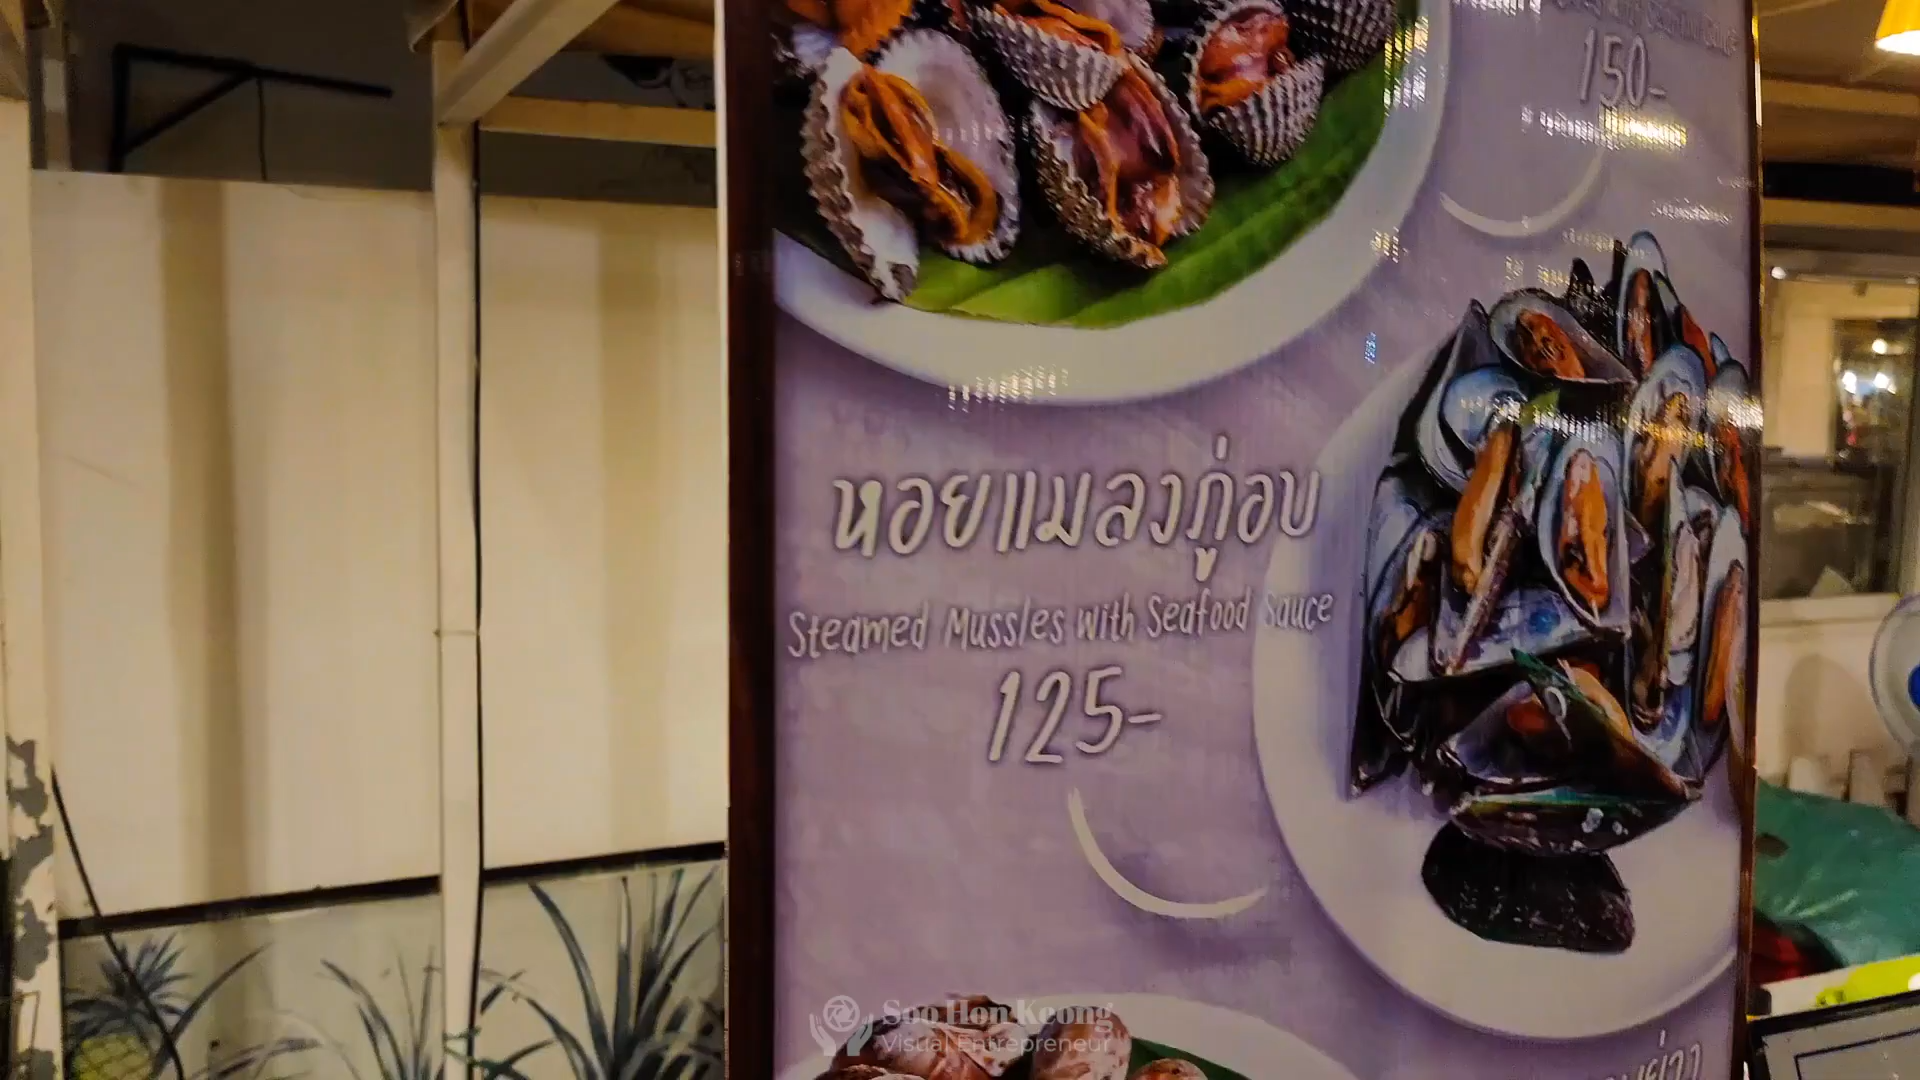 150-
หอยแมลงภู่อบ
Steamed Mussles with Seafood Sauce
125-
Soo Hon Keong
Visual Entrepreneur